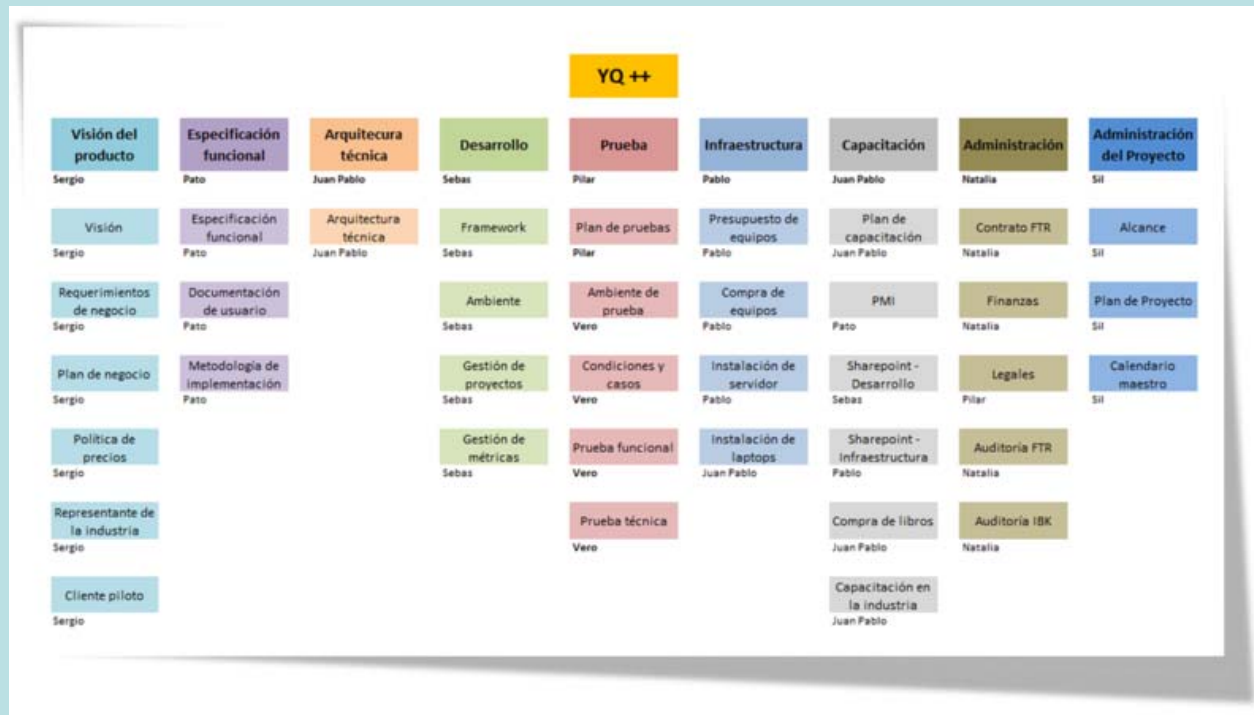 YQ ++
Visión del
producto
Sergio
Especificación
funcional
Pato
Arquitecura
técnica
Juan Pablo
Desarrollo
Sebas
Prueba
Pilar
Infraestructura
Pablo
Capacitación
Juan Pablo
Administración
Natalia
Administración
del Proyecto
Sil
Visión
Sergio
Especificación
funcional
Pato
Arquitectura
técnica
Juan Pablo
Framework
Sebas
Plan de pruebas
Pilar
Presupuesto de
equipos
Pablo
Plan de
capacitación
Juan Pablo
Contrato FTR
Natalia
Alcance
Sil
Requerimientos
de negocio
Sergio
Documentación
de usuario
Pato
Ambiente
Sebas
Ambiente de
prueba
Vero
Compra de
equipos
Pablo
PMI
Pato
Finanzas
Natalia
Plan de Proyecto
Sil
Plan de negocio
Sergio
Metodología de
implementación
Pato
Gestión de
proyectos
Sebas
Condiciones y
casos
Vero
Instalación de
servidor
Pablo
Sharepoint -
Desarrollo
Sebas
Legales
Pilar
Calendario
maestro
Sil
Política de
precios
Sergio
Gestión de
métricas
Sebas
Prueba funcional
Vero
Instalación de
laptops
Juan Pablo
Sharepoint -
Infraestructura
Pablo
Auditoría FTR
Natalia
Representante de
la industria
Sergio
Prueba técnica
Vero
Compra de libros
Juan Pablo
Auditoría IBK
Natalia
Cliente piloto
Sergio
Capacitación en
la industria
Juan Pablo